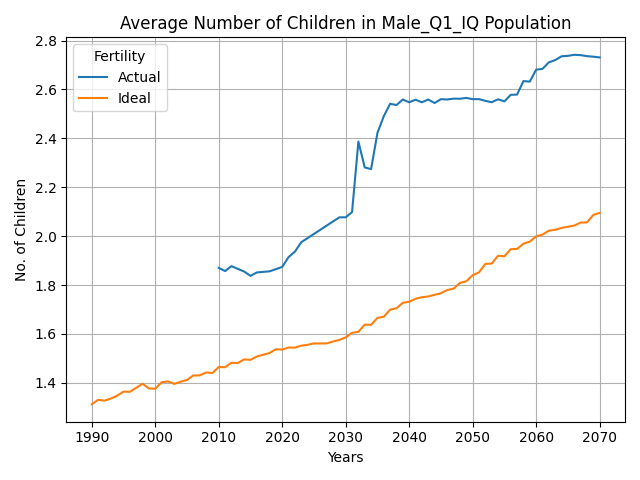 Average Number of Children in Male_Q1_IQ Population
Fertility
Actual
Ideal
No. of Children
2.8
2.6
2.4
2.2
2.0
1.8
1.6
1.4
1990 2000 2010 2020 2030 2040 2050 2060 2070
Years